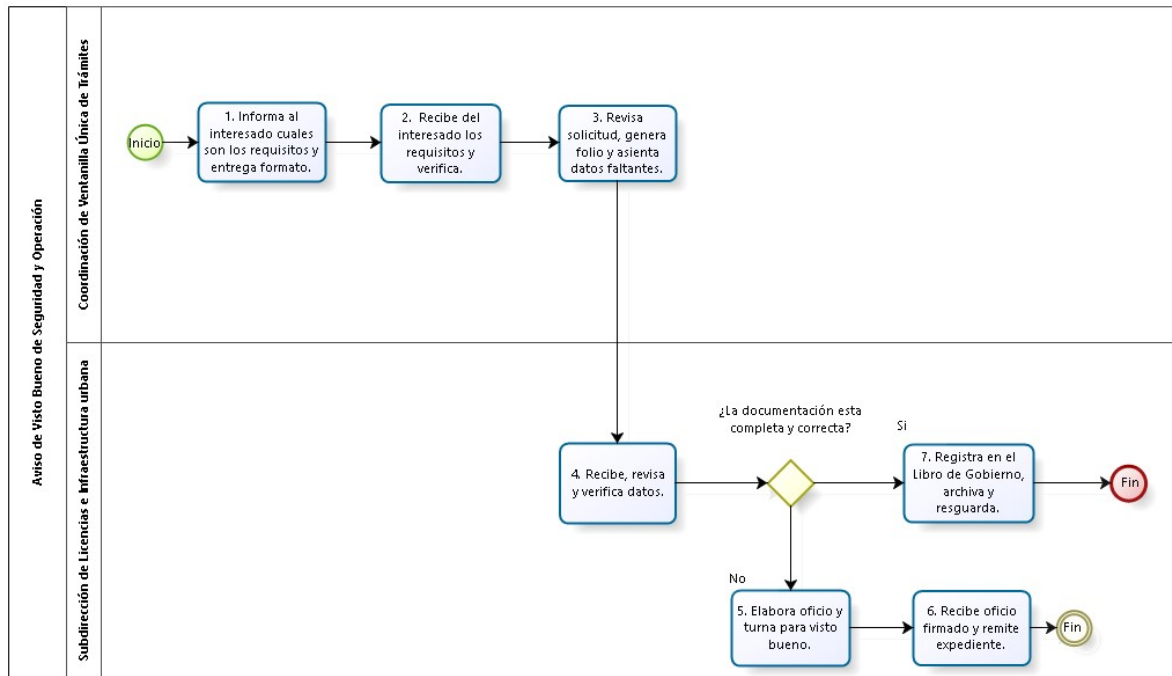 Aviso de Visto Bueno de Seguridad y Operación
Coordinación de Ventanilla Única de Trámites
Inicio
1. Informa al
interesado cuales
son los requisitos y
entrega formato.
2. Recibe del
interesado los
requisitos y
verifica.
3. Revisa
solicitud, genera
folio y asienta
datos faltantes.
Subdirección de Licencias e Infraestructura urbana
4. Recibe, revisa
y verifica datos.
¿La documentación esta
completa y correcta?
Si
7. Registra en el
Libro de Gobierno,
archiva y
resguarda.
Fin
No
5. Elabora oficio y
turna para visto
bueno.
6. Recibe oficio
firmado y remite
expediente.
Fin